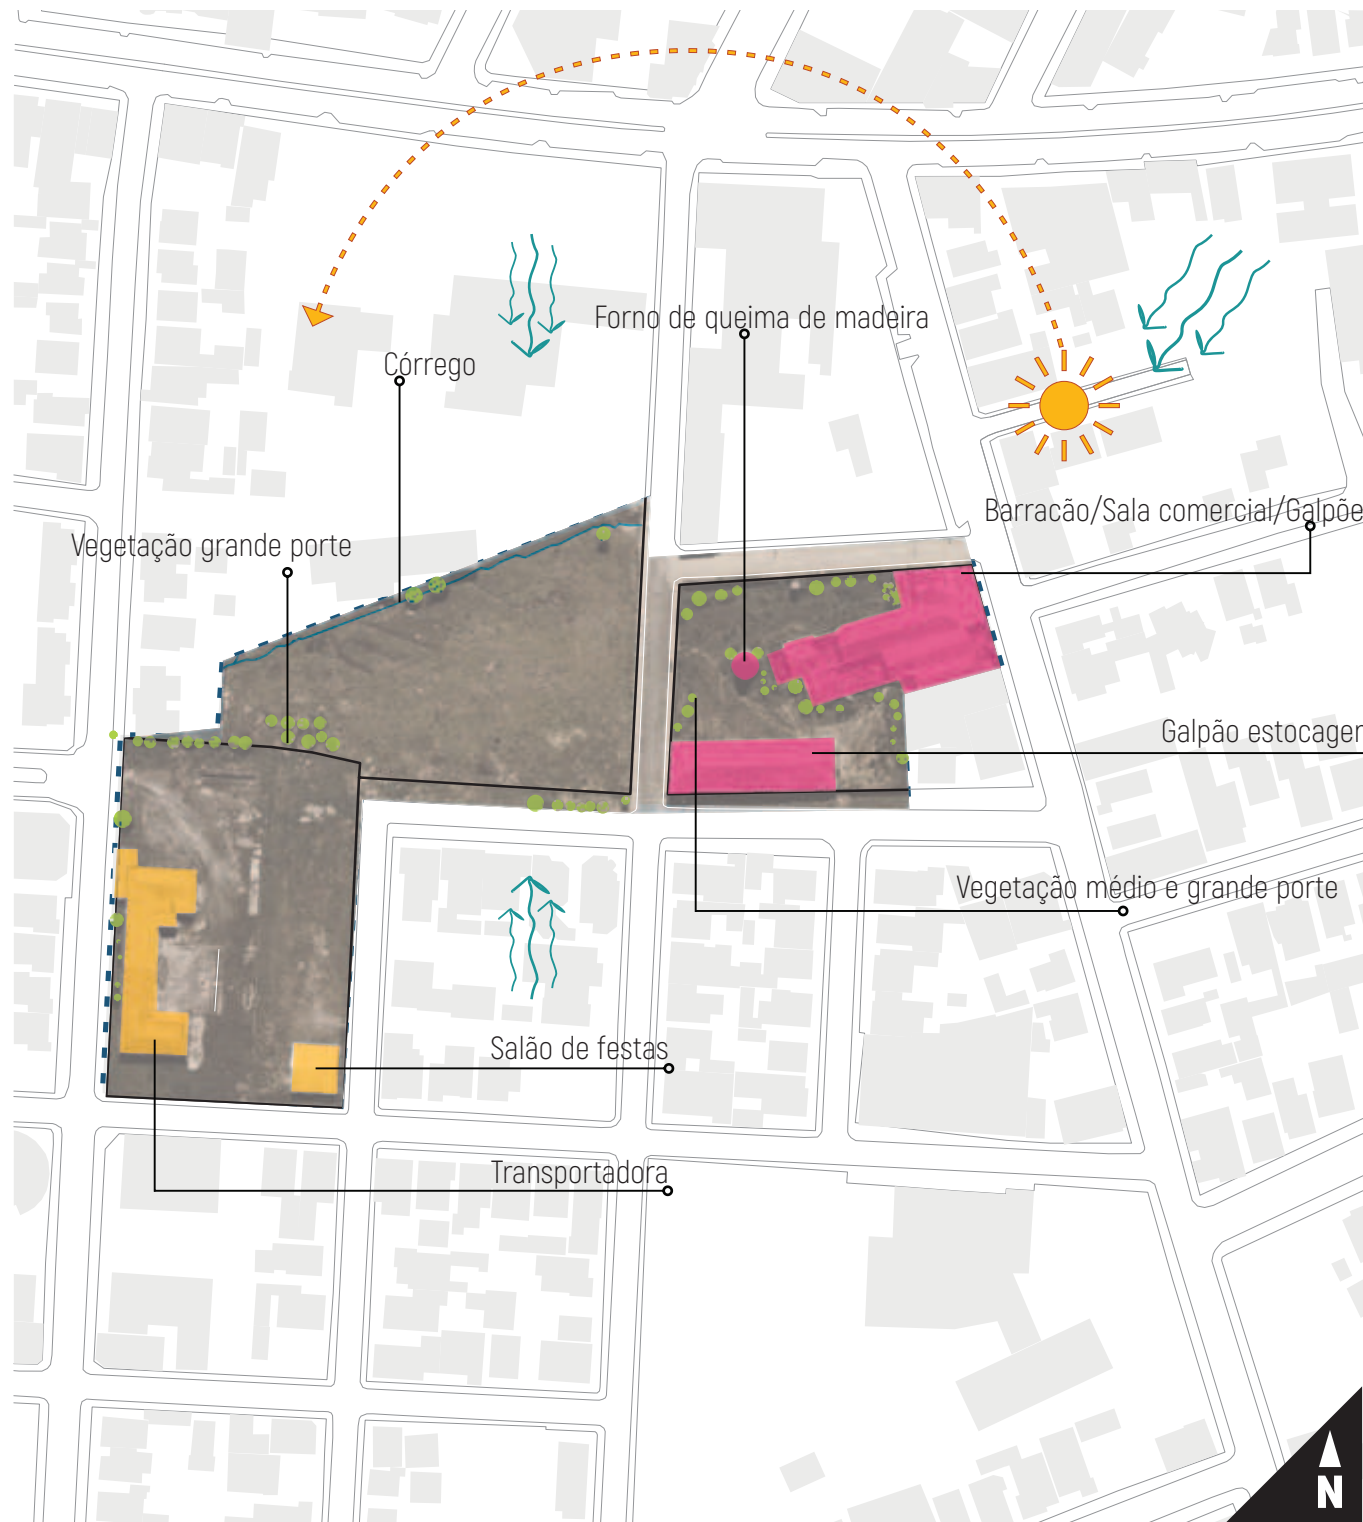 Forno de queima de madeira
Córrego
Barracão/Sala comercial/Galpõe
Vegetação grande porte
Galpão estocager
Vegetação médio e grande porte
Salão de festas
Transportadora
N